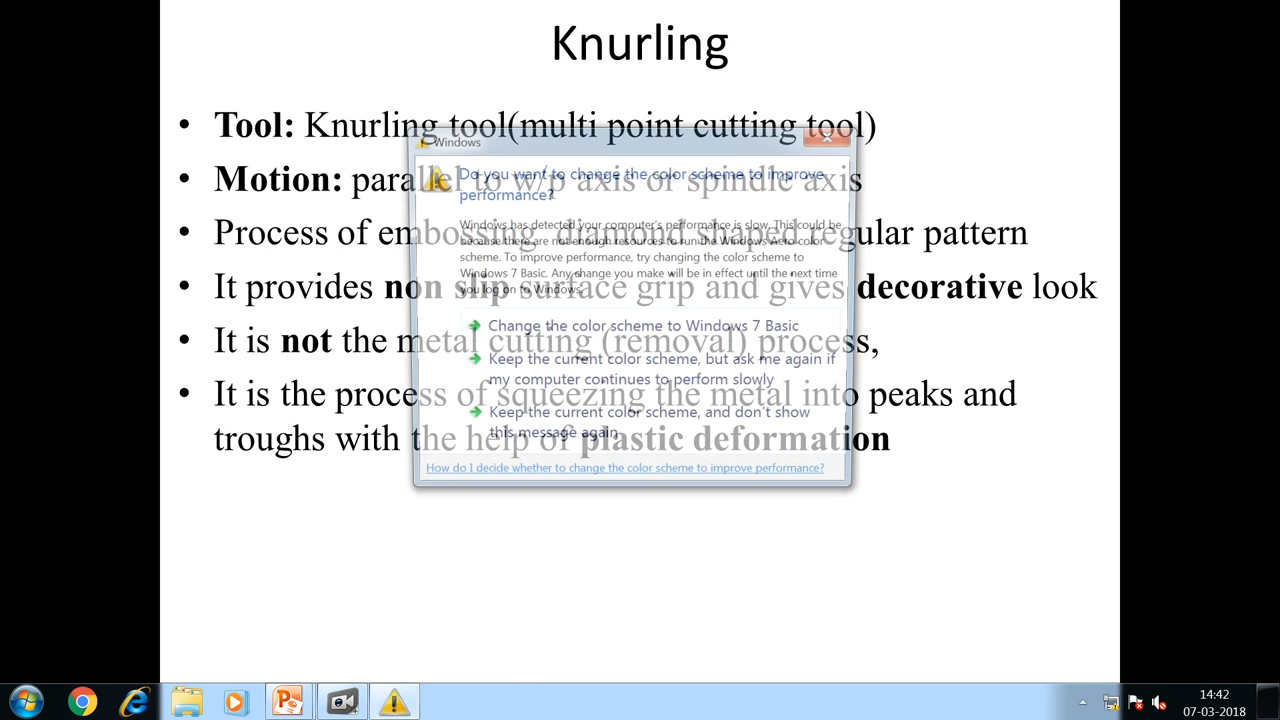 Knurling
• Tool: Knurling tool(multi point cutting tool)
• Motion: parallel to w/p axis or spindle axis
• Process of embossing diamond shaped regular pattern
• It provides non slip surface grip and gives decorative look
• It is not the metal cutting (removal) process,
• It is the process of squeezing the metal into peaks and
troughs with the help of plastic deformation
Windows
Do you want to change the color scheme to improve
performance?
Windows has detected your computer's performance is slow. This could be
because there are not enough resources to run the Windows Aero color
scheme. To improve performance, try changing the color scheme to
Windows 7 Basic. Any change you make will be in effect until the next time
you log on to Windows.
Change the color scheme to Windows 7 Basic
Keep the current color scheme, but ask me again if
my computer continues to perform slowly
Keep the current color scheme, and don't show
this message again
How do I decide whether to change the color scheme to improve performance?
14:42
07-03-2018